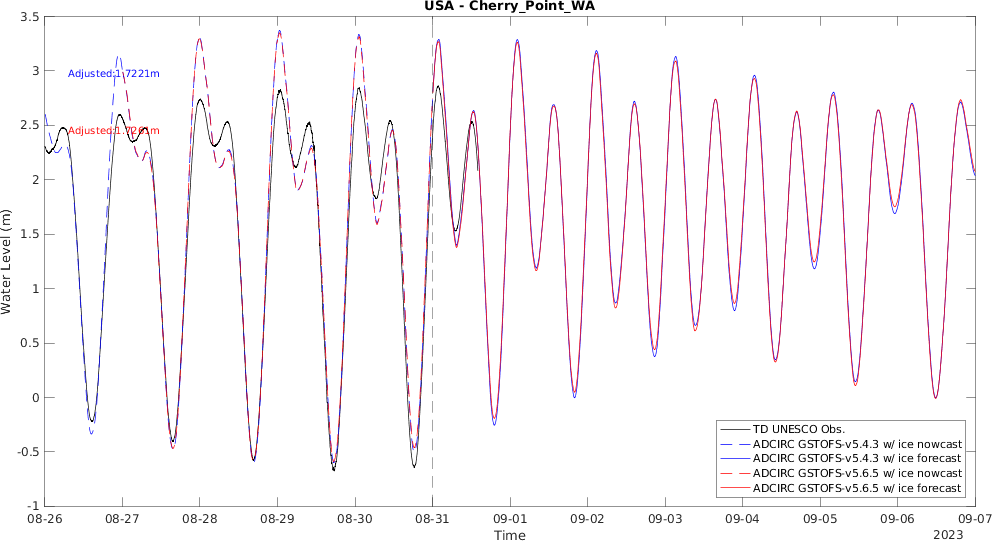 USA - Cherry_Point_WA
3.5
3
2.5
2
1.5
1
0.5
0
-0.5
-1
Water Level (m)
Adjusted:1.7221m
Adjusted:1.7261m
TD UNESCO Obs.
ADCIRC GSTOFS-v5.4.3 w/ ice nowcast
ADCIRC GSTOFS-v5.4.3 w/ ice forecast
ADCIRC GSTOFS-v5.6.5 w/ ice nowcast
ADCIRC GSTOFS-v5.6.5 w/ ice forecast
08-26 08-27 08-28 08-29 08-30 08-31 09-01 09-02 09-03 09-04 09-05 09-06 09-07
Time
2023